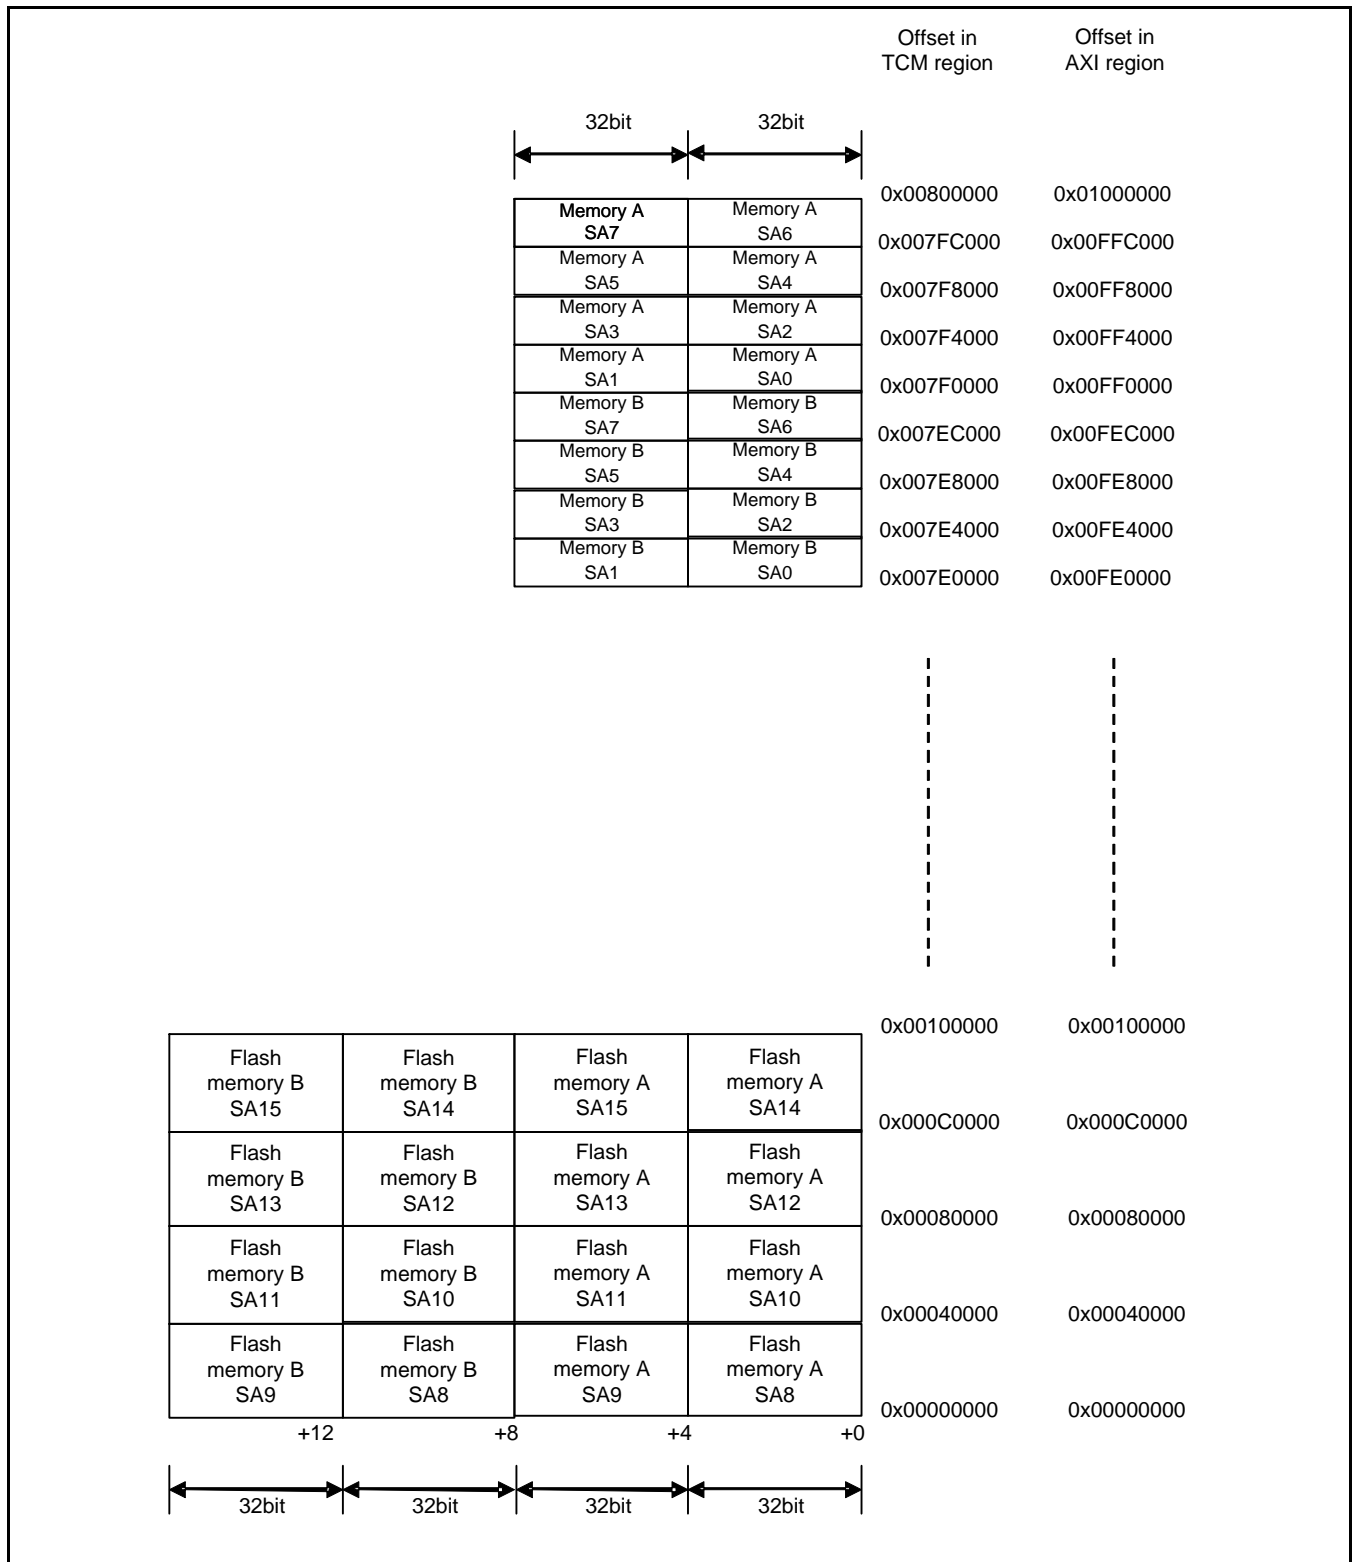 Offset in
TCM region
Offset in
AXI region
32bit
32bit
0x00800000
0x01000000
Memory A
SA7
Memory A
SA6
0x007FC000
0x00FFC000
Memory A
SA5
Memory A
SA4
0x007F8000
0x00FF8000
Memory A
SA3
Memory A
SA2
0x007F4000
0x00FF4000
Memory A
SA1
Memory A
SA0
0x007F0000
0x00FF0000
Memory B
SA7
Memory B
SA6
0x007EC000
0x00FEC000
Memory B
SA5
Memory B
SA4
0x007E8000
0x00FE8000
Memory B
SA3
Memory B
SA2
0x007E4000
0x00FE4000
Memory B
SA1
Memory B
SA0
0x007E0000
0x00FE0000
0x00100000
0x00100000
Flash
memory B
SA15
Flash
memory B
SA14
Flash
memory A
SA15
Flash
memory A
SA14
0x000C0000
0x000C0000
Flash
memory B
SA13
Flash
memory B
SA12
Flash
memory A
SA13
Flash
memory A
SA12
0x00080000
0x00080000
Flash
memory B
SA11
Flash
memory B
SA10
Flash
memory A
SA11
Flash
memory A
SA10
0x00040000
0x00040000
Flash
memory B
SA9
Flash
memory B
SA8
Flash
memory A
SA9
Flash
memory A
SA8
0x00000000
0x00000000
+12
+8
+4
+0
32bit
32bit
32bit
32bit